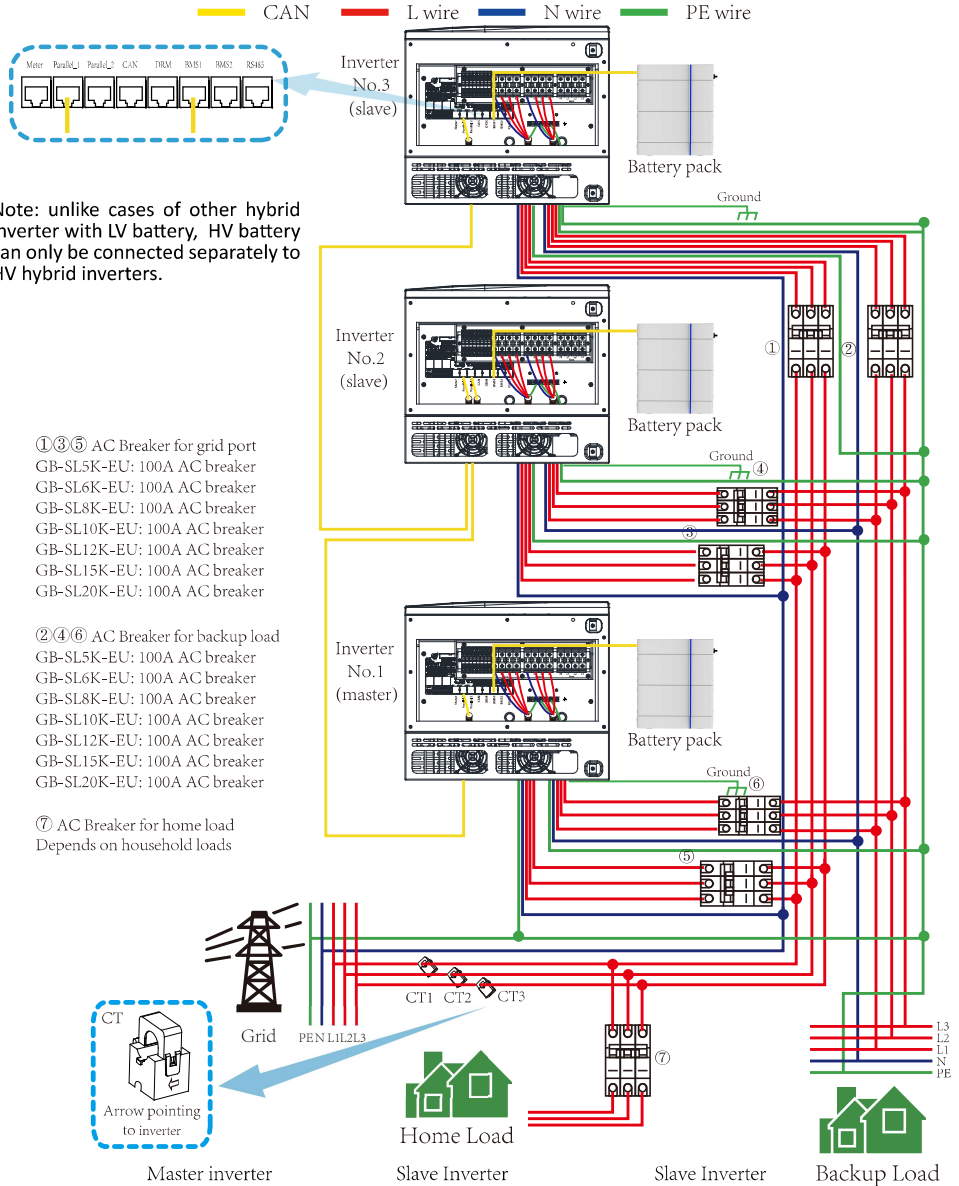 CAN L wire N wire PE wire
Meter Parallel_1 Parallel_2 CAN DRM BMS1 BMS2 RS485
Inverter
No.3
(slave)
Battery pack
Note: unlike cases of other hybrid
inverter with LV battery, HV battery
can only be connected separately to
HV hybrid inverters.
Ground
① ②
Inverter
No.2
(slave)
Battery pack
Ground ④
③
①③⑤ AC Breaker for grid port
GB-SL5K-EU: 100A AC breaker
GB-SL6K-EU: 100A AC breaker
GB-SL8K-EU: 100A AC breaker
GB-SL10K-EU: 100A AC breaker
GB-SL12K-EU: 100A AC breaker
GB-SL15K-EU: 100A AC breaker
GB-SL20K-EU: 100A AC breaker
②④⑥ AC Breaker for backup load
GB-SL5K-EU: 100A AC breaker
GB-SL6K-EU: 100A AC breaker
GB-SL8K-EU: 100A AC breaker
GB-SL10K-EU: 100A AC breaker
GB-SL12K-EU: 100A AC breaker
GB-SL15K-EU: 100A AC breaker
GB-SL20K-EU: 100A AC breaker
⑦ AC Breaker for home load
Depends on household loads
Inverter
No.1
(master)
Battery pack
Ground ⑥
⑤
CT1 CT2 CT3
Grid PE N L1 L2 L3
CT
Arrow pointing
to inverter
⑦
Home Load
L3
L2
L1
N
PE
Backup Load
Master inverter Slave Inverter Slave Inverter